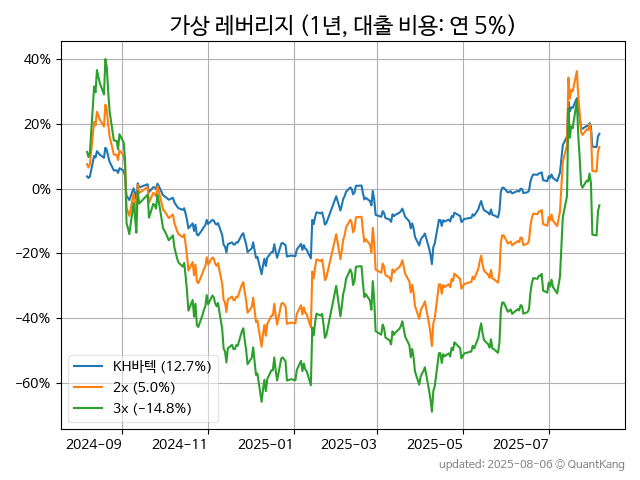 가상 레버리지 (1년, 대출 비용: 연 5%)
40%
20%
0%
−20%
−40%
−60%
KH바텍 (12.7%)
2x (5.0%)
3x (−14.8%)
2024-09 2024-11 2025-01 2025-03 2025-05 2025-07
updated: 2025-08-06 © QuantKang